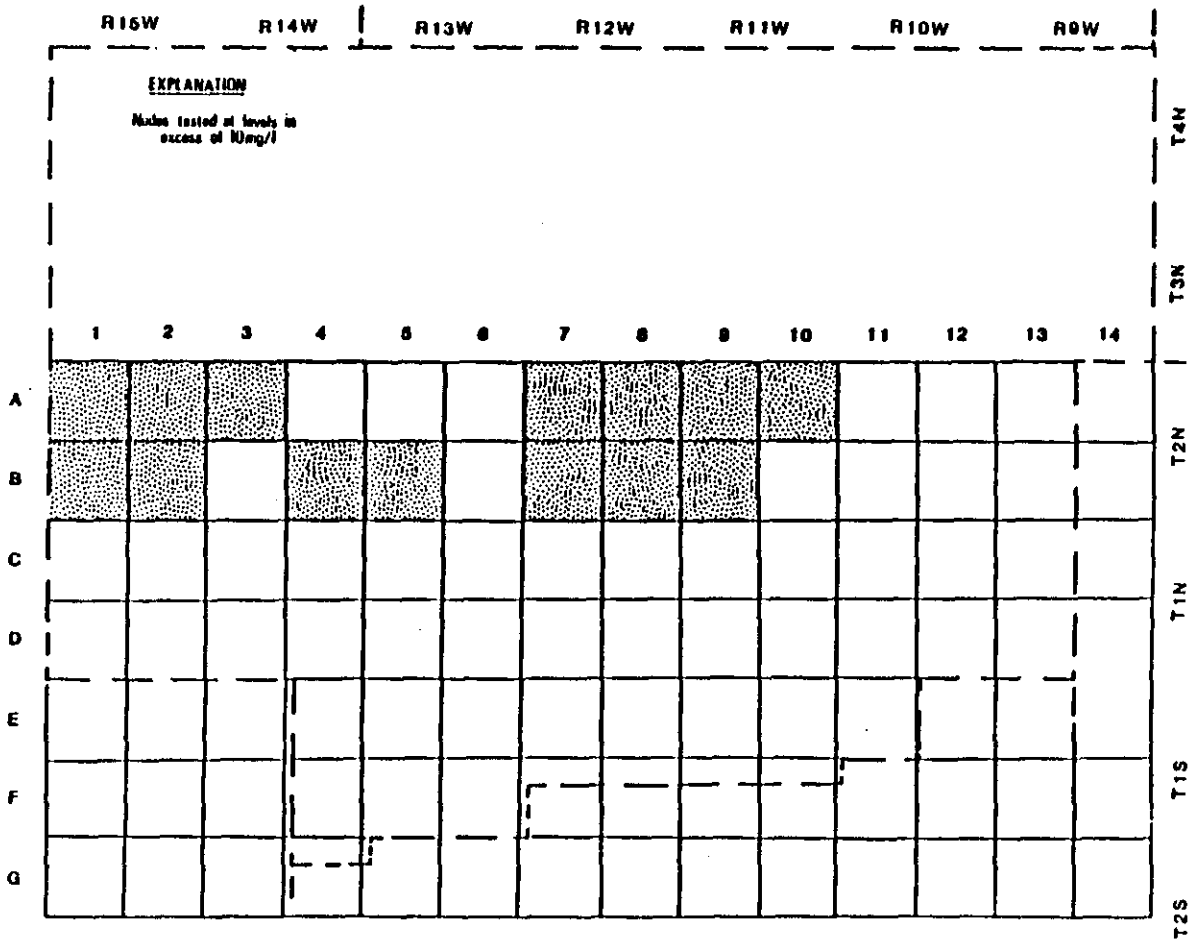 R15W R14W R13W R12W R11W R10W R9W
EXPLANATION
tested at levels in
excess of 10mg/l
T4N
T3N
1 2 3 4 5 6 7 8 9 10 11 12 13 14
A
T2N
B
C
T1N
D
E
T1S
F
G
T2S